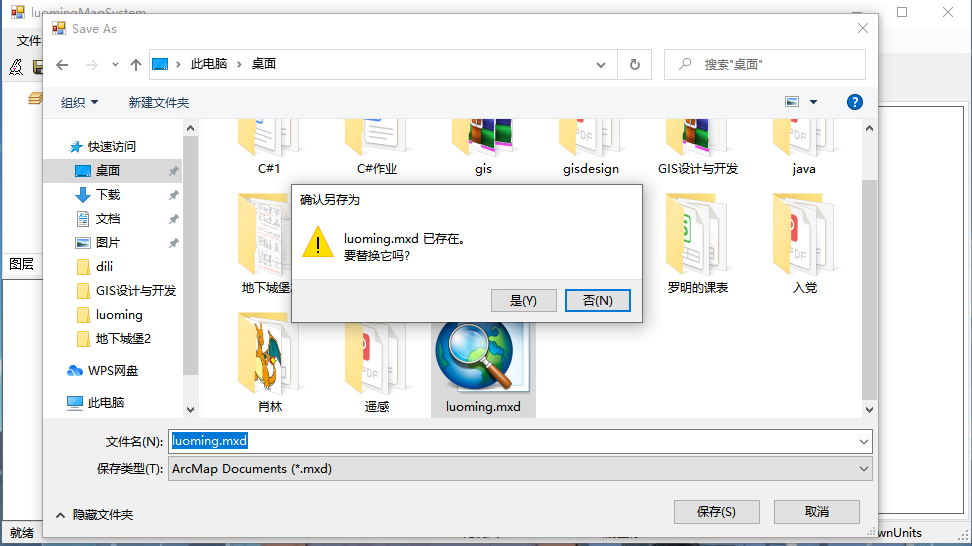 luomingMapSystem
文件
Save As
此电脑 桌面
搜索"桌面"
组织 新建文件夹
快速访问
桌面
下载
文档
图片
dili
GIS设计与开发
luoming
地下城堡2
WPS网盘
此电脑
C#1 C#作业 gis gisdesign GIS设计与开发 java
地下城堡 罗明的课表 入党
肖林 遥感 luoming.mxd
确认另存为
luoming.mxd 已存在。
要替换它吗?
是(Y) 否(N)
图层
文件名(N): luoming.mxd
保存类型(T): ArcMap Documents (*.mxd)
隐藏文件夹 保存(S) 取消
就绪 wnUnits